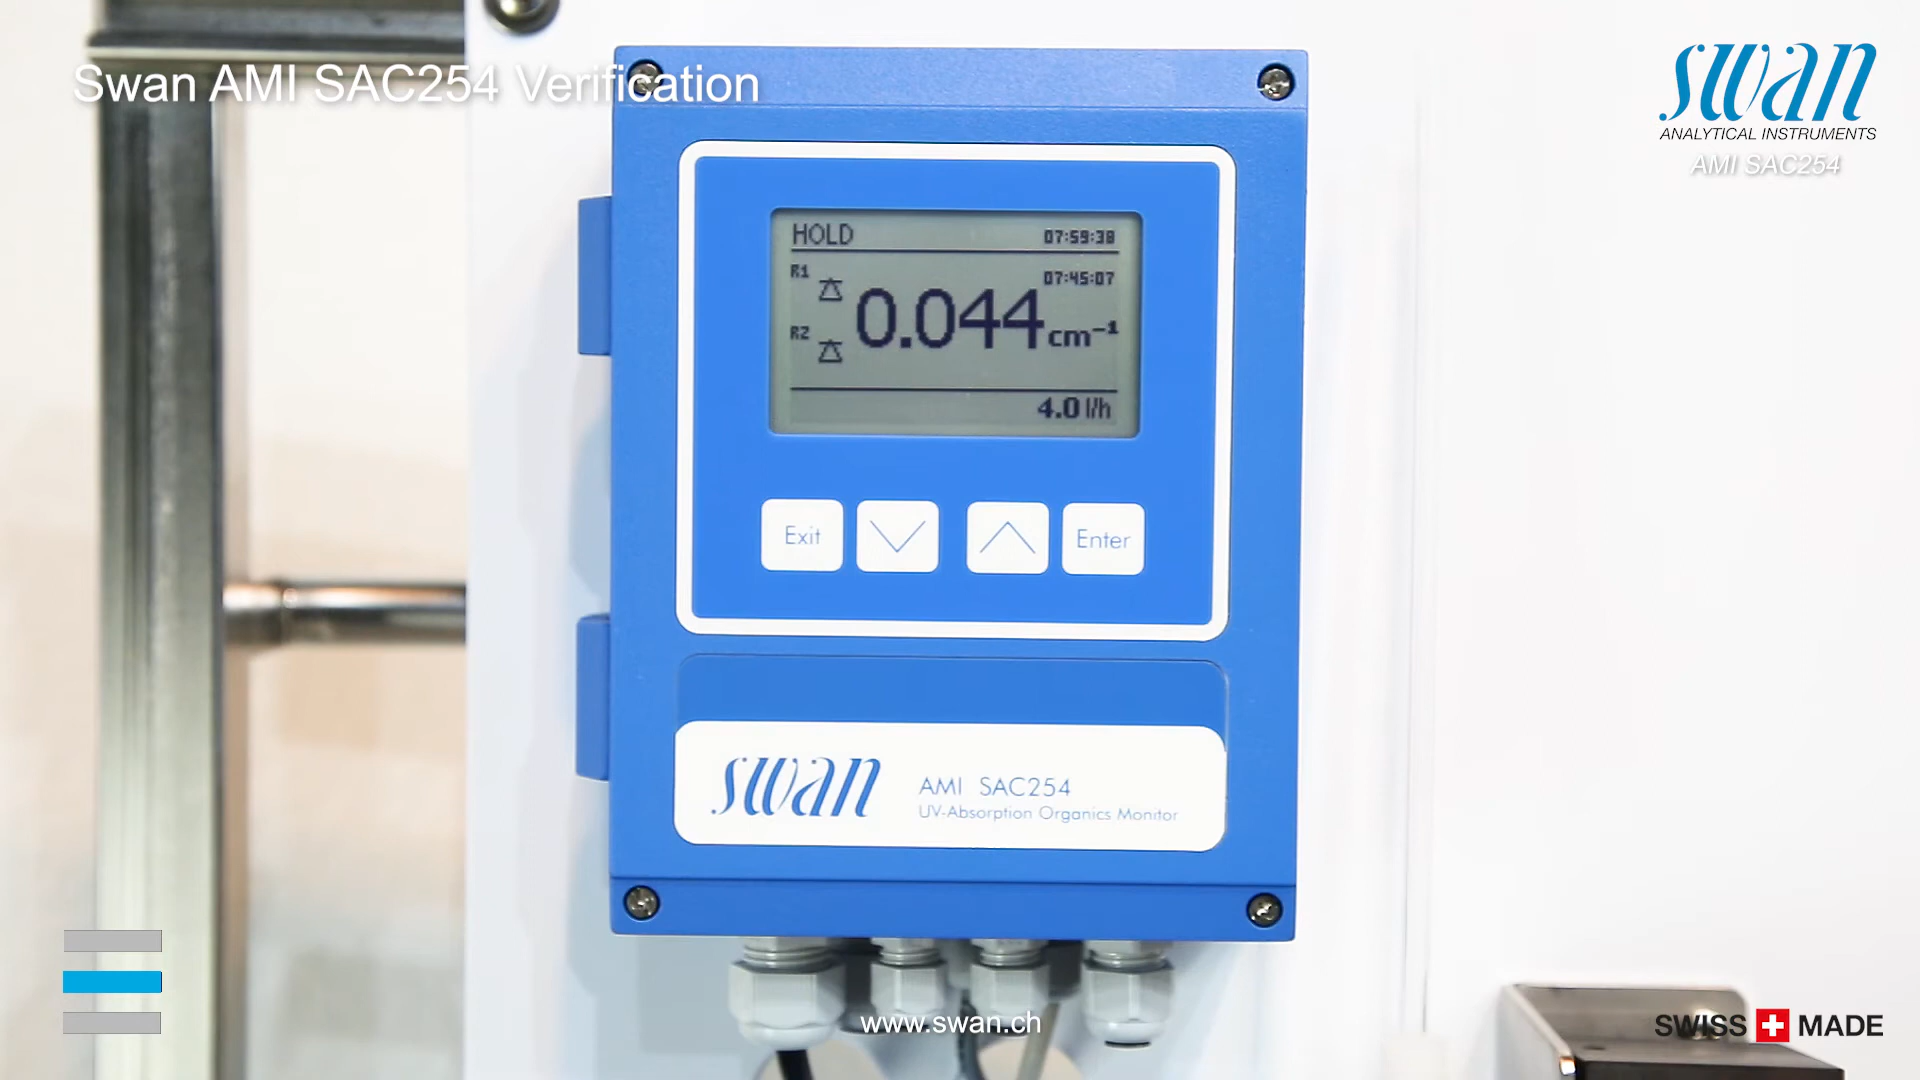 Swan AMI SAC254 Verification
swan
ANALYTICAL INSTRUMENTS
AMI SAC254
HOLD 07:59:38
R1 07:45:07
0.044 cm⁻¹
R2
4.0 l/h
Exit Enter
swan AMI SAC254
UV-Absorption Organics Monitor
www.swan.ch
SWISS MADE